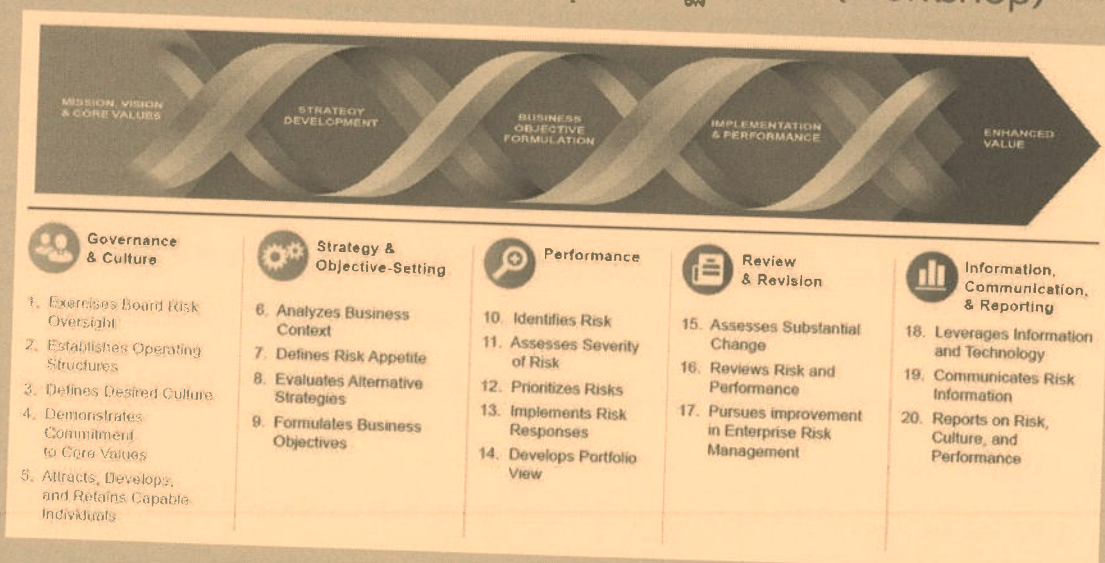 (Workshop)
MISSION, VISION
& CORE VALUES
STRATEGY
DEVELOPMENT
BUSINESS
OBJECTIVE
FORMULATION
IMPLEMENTATION
& PERFORMANCE
ENHANCED
VALUE
Governance
& Culture
1. Exercises Board Risk
Oversight
2. Establishes Operating
Structures
3. Defines Desired Culture
4. Demonstrates
Commitment
to Core Values
5. Attracts, Develops,
and Retains Capable
Individuals
Strategy &
Objective-Setting
6. Analyzes Business
Context
7. Defines Risk Appetite
8. Evaluates Alternative
Strategies
9. Formulates Business
Objectives
Performance
10. Identifies Risk
11. Assesses Severity
of Risk
12. Prioritizes Risks
13. Implements Risk
Responses
14. Develops Portfolio
View
Review
& Revision
15. Assesses Substantial
Change
16. Reviews Risk and
Performance
17. Pursues improvement
in Enterprise Risk
Management
Information,
Communication,
& Reporting
18. Leverages Information
and Technology
19. Communicates Risk
Information
20. Reports on Risk,
Culture, and
Performance